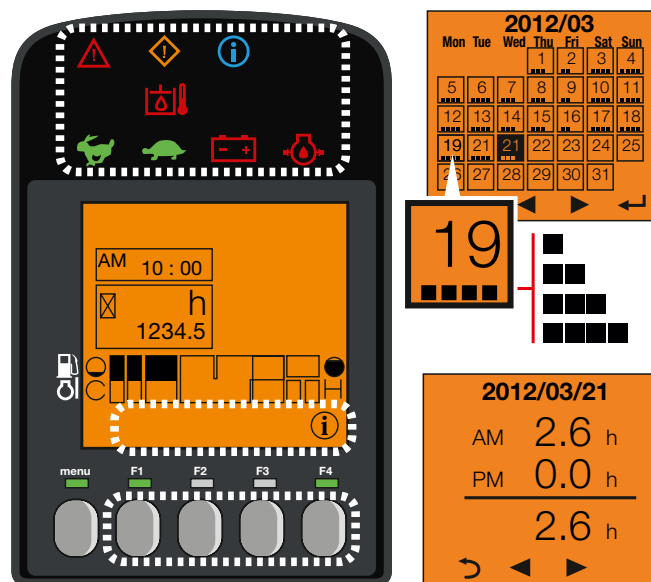 AM 10 : 00
h
1234.5
C H
menu F1 F2 F3 F4
2012/03
Mon Tue Wed Thu Fri Sat Sun
1 2 3 4
5 6 7 8 9 10 11
12 13 14 15 16 17 18
19 21 21 22 23 24 25
26 27 28 29 30 31
19
2012/03/21
AM 2.6 h
PM 0.0 h
2.6 h